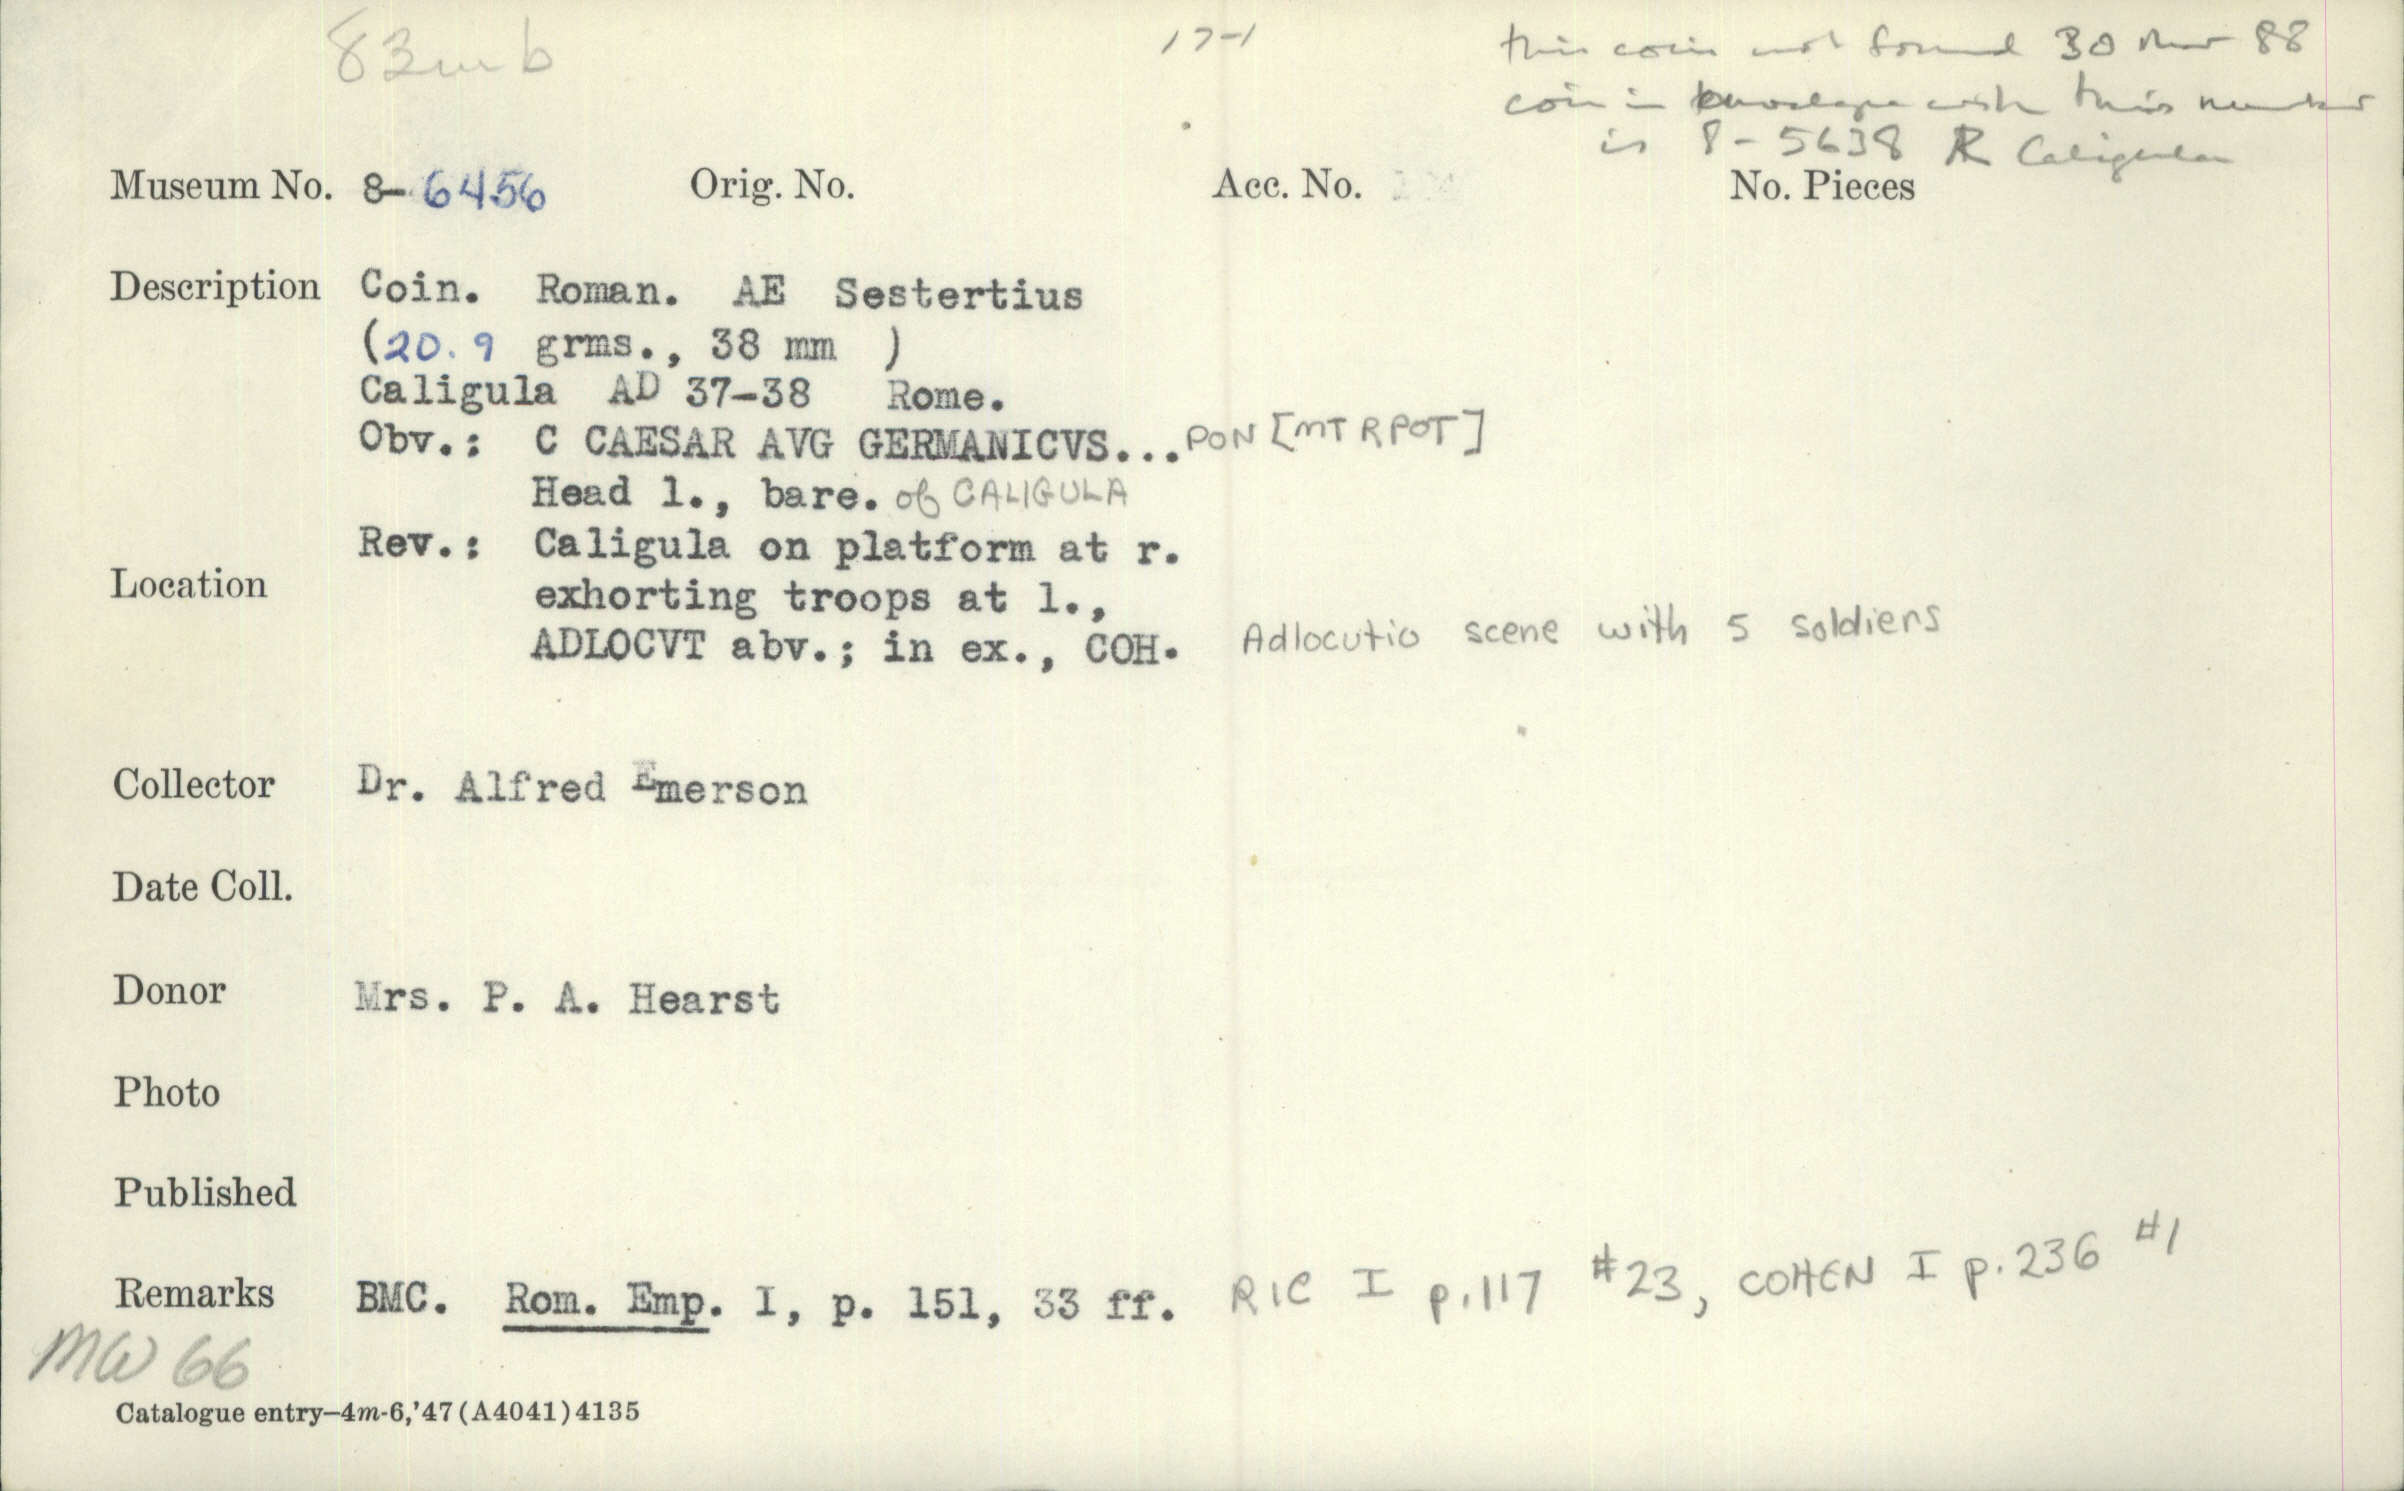 83mb
17-1
this coin not found 30 Mar 88
coin in envelope with this number
is 8-5638 Caligula
Museum No. 8-6456 Orig. No. Acc. No. No. Pieces
Description Coin. Roman. AE Sestertius
(20.9 grms., 38 mm )
Caligula AD 37-38 Rome.
Obv.: C CAESAR AVG GERMANICVS...PON [MTRPOT]
Head l., bare. of CALIGULA
Rev.: Caligula on platform at r.
Location
exhorting troops at l.,
ADLOCVT abv.; in ex., COH. Adlocutio scene with 5 soldiers
Collector Dr. Alfred Emerson
Date Coll.
Donor Mrs. P. A. Hearst
Photo
Published
Remarks BMC. Rom. Emp. I, p. 151, 33 ff. RIC I p.117 #23, COHEN I p.236 #1
MW 66
Catalogue entry—4m-6,'47(A4041)4135